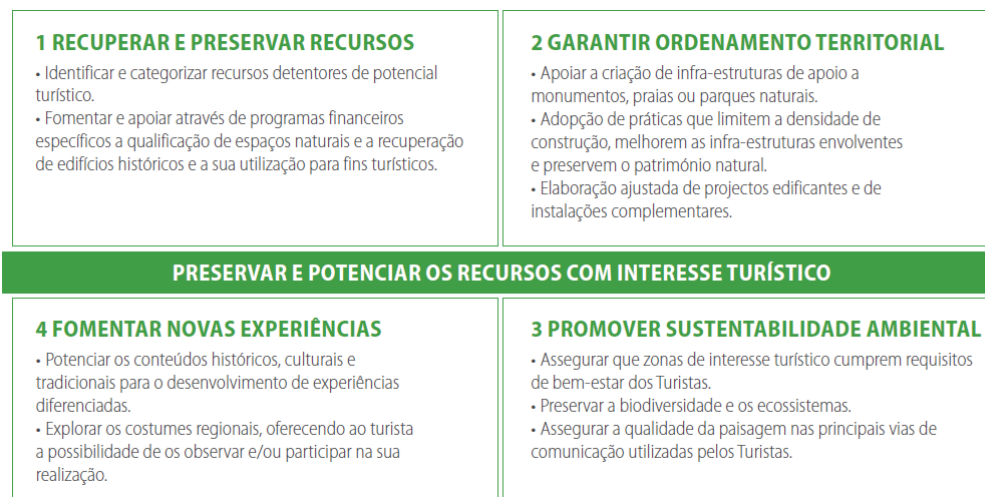 1 RECUPERAR E PRESERVAR RECURSOS
• Identificar e categorizar recursos detentores de potencial
turístico.
• Fomentar e apoiar através de programas financeiros
específicos a qualificação de espaços naturais e a recuperação
de edifícios históricos e a sua utilização para fins turísticos.
2 GARANTIR ORDENAMENTO TERRITORIAL
• Apoiar a criação de infra-estruturas de apoio a
monumentos, praias ou parques naturais.
• Adopção de práticas que limitem a densidade de
construção, melhorem as infra-estruturas envolventes
e preservem o património natural.
• Elaboração ajustada de projectos edificantes e de
instalações complementares.
PRESERVAR E POTENCIAR OS RECURSOS COM INTERESSE TURÍSTICO
4 FOMENTAR NOVAS EXPERIÊNCIAS
• Potenciar os conteúdos históricos, culturais e
tradicionais para o desenvolvimento de experiências
diferenciadas.
• Explorar os costumes regionais, oferecendo ao turista
a possibilidade de os observar e/ou participar na sua
realização.
3 PROMOVER SUSTENTABILIDADE AMBIENTAL
• Assegurar que zonas de interesse turístico cumprem requisitos
de bem-estar dos Turistas.
• Preservar a biodiversidade e os ecossistemas.
• Assegurar a qualidade da paisagem nas principais vias de
comunicação utilizadas pelos Turistas.